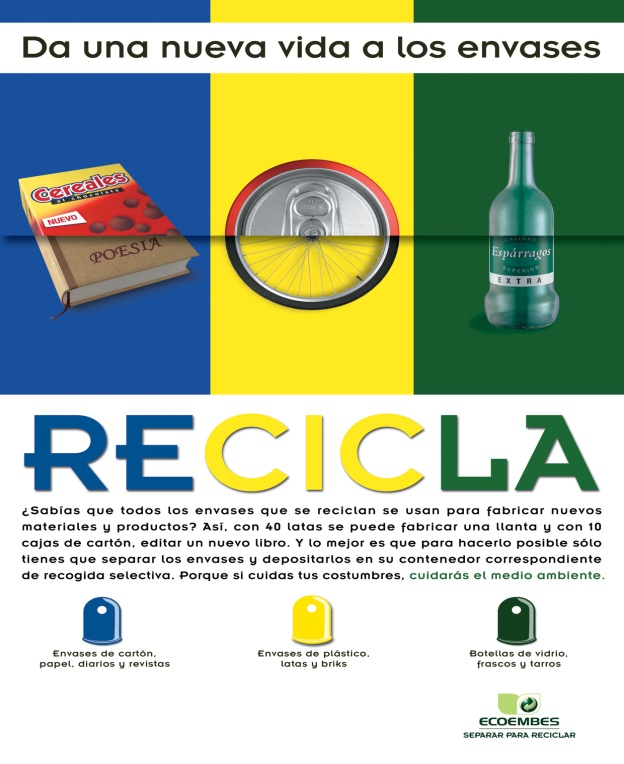 Da una nueva vida a los envases
Cereales
al chocolate
NUEVO
POESIA
CALIDAD
Espárragos
SUPERIOR
EXTRA
RECICLA
¿Sabías que todos los envases que se reciclan se usan para fabricar nuevos
materiales y productos? Así, con 40 latas se puede fabricar una llanta y con 10
cajas de cartón, editar un nuevo libro. Y lo mejor es que para hacerlo posible sólo
tienes que separar los envases y depositarlos en su contenedor correspondiente
de recogida selectiva. Porque si cuidas tus costumbres, cuidarás el medio ambiente.
Envases de cartón,
papel, diarios y revistas
Envases de plástico,
latas y briks
Botellas de vidrio,
frascos y tarros
ECOEMBES
SEPARAR PARA RECICLAR